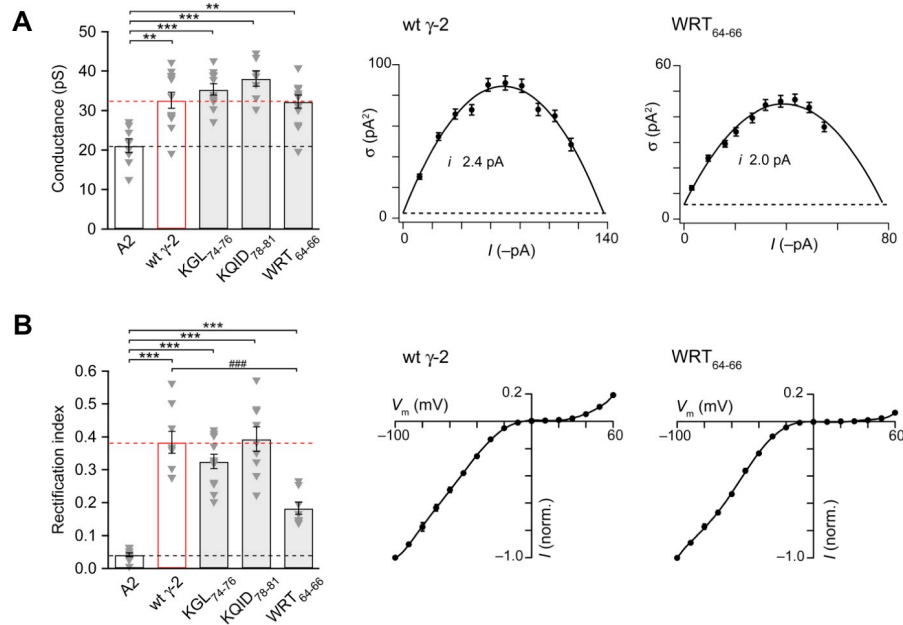 A
Conductance (pS)
50
40
30
20
10
0
**
***
***
**
A2
wt γ-2
KGL74-76
KQID78-81
WRT64-66
wt γ-2
σ (pA²)
100
0
i 2.4 pA
0
140
I (–pA)
WRT64-66
σ (pA²)
60
0
i 2.0 pA
0
80
I (–pA)
B
Rectification index
0.6
0.5
0.4
0.3
0.2
0.1
0.0
***
***
***
***
###
A2
wt γ-2
KGL74-76
KQID78-81
WRT64-66
wt γ-2
0.2
Vm (mV)
–100
60
I (norm.)
–1.0
WRT64-66
0.2
Vm (mV)
–100
60
I (norm.)
–1.0